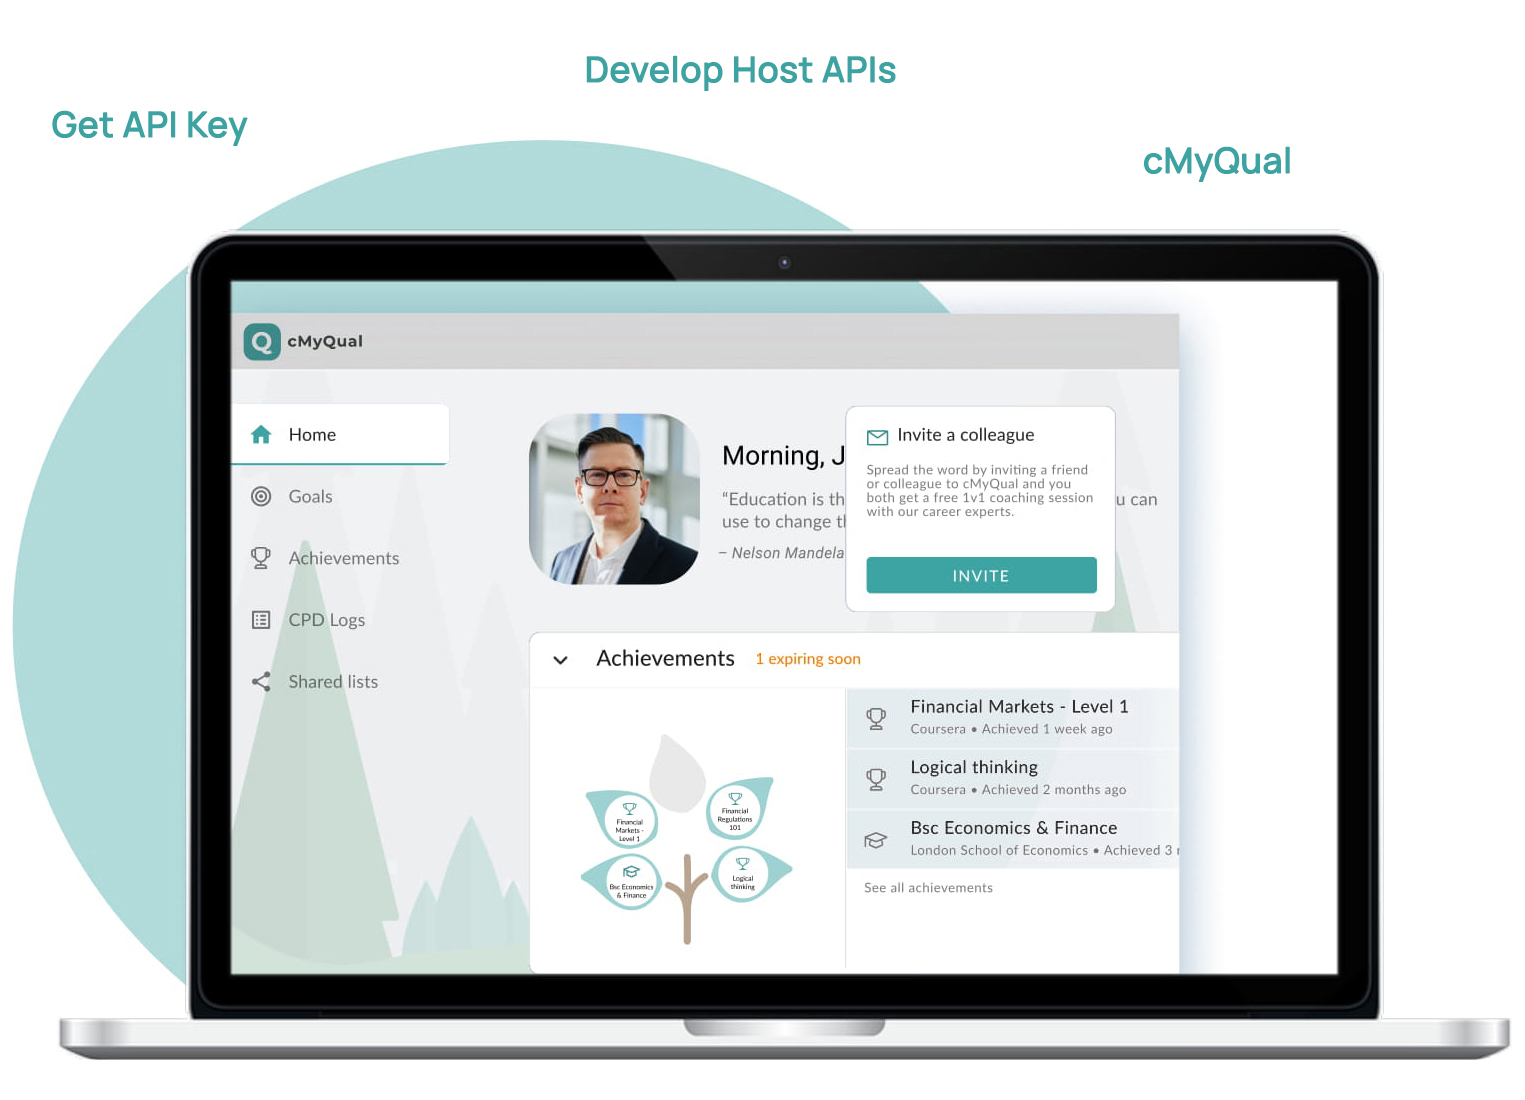 Develop Host APIs
Get API Key
cMyQual
cMyQual
Home
Goals
Achievements
CPD Logs
Shared lists
Morning, J
“Education is th
u can
use to change th
– Nelson Mandela
Invite a colleague
Spread the word by inviting a friend
or colleague to cMyQual and you
both get a free 1v1 coaching session
with our career experts.
INVITE
Achievements 1 expiring soon
Financial
Markets -
Level 1
Financial
Regulations
101
Bsc Economics
& Finance
Logical
thinking
Financial Markets - Level 1
Coursera • Achieved 1 week ago
Logical thinking
Coursera • Achieved 2 months ago
Bsc Economics & Finance
London School of Economics • Achieved 3
See all achievements